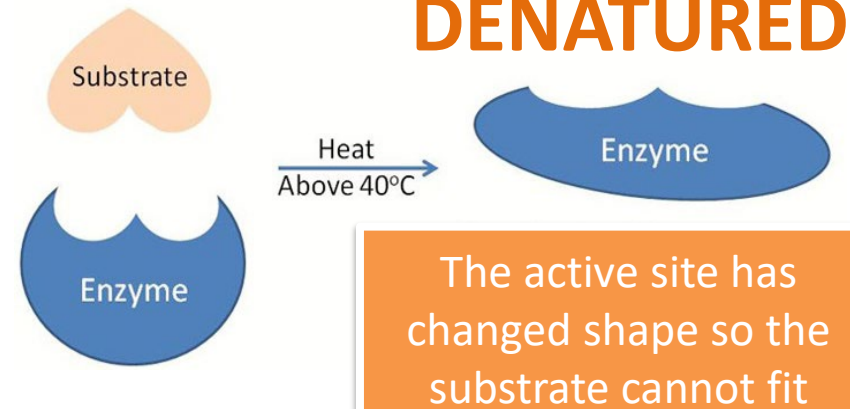 DENATURED
Substrate
Heat
Above 40°C
Enzyme
Enzyme
The active site has
changed shape so the
substrate cannot fit